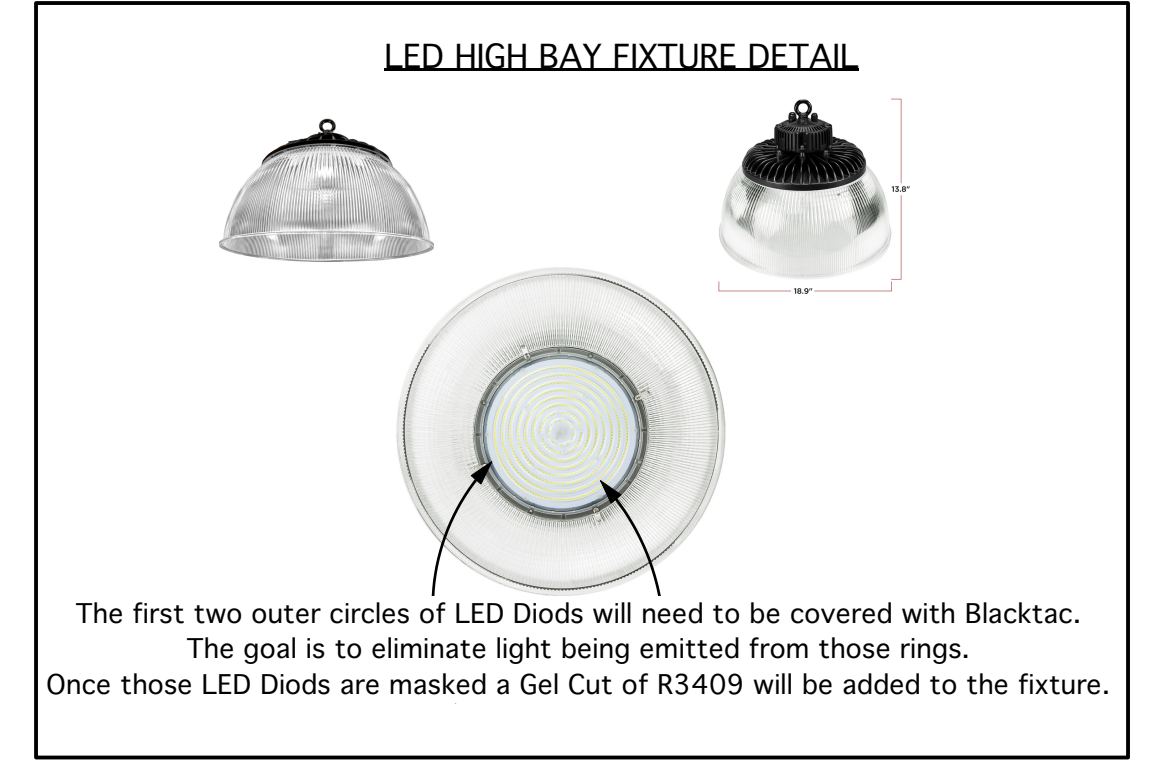 LED HIGH BAY FIXTURE DETAIL
13.8"
18.9"
The first two outer circles of LED Diods will need to be covered with Blacktac.
The goal is to eliminate light being emitted from those rings.
Once those LED Diods are masked a Gel Cut of R3409 will be added to the fixture.